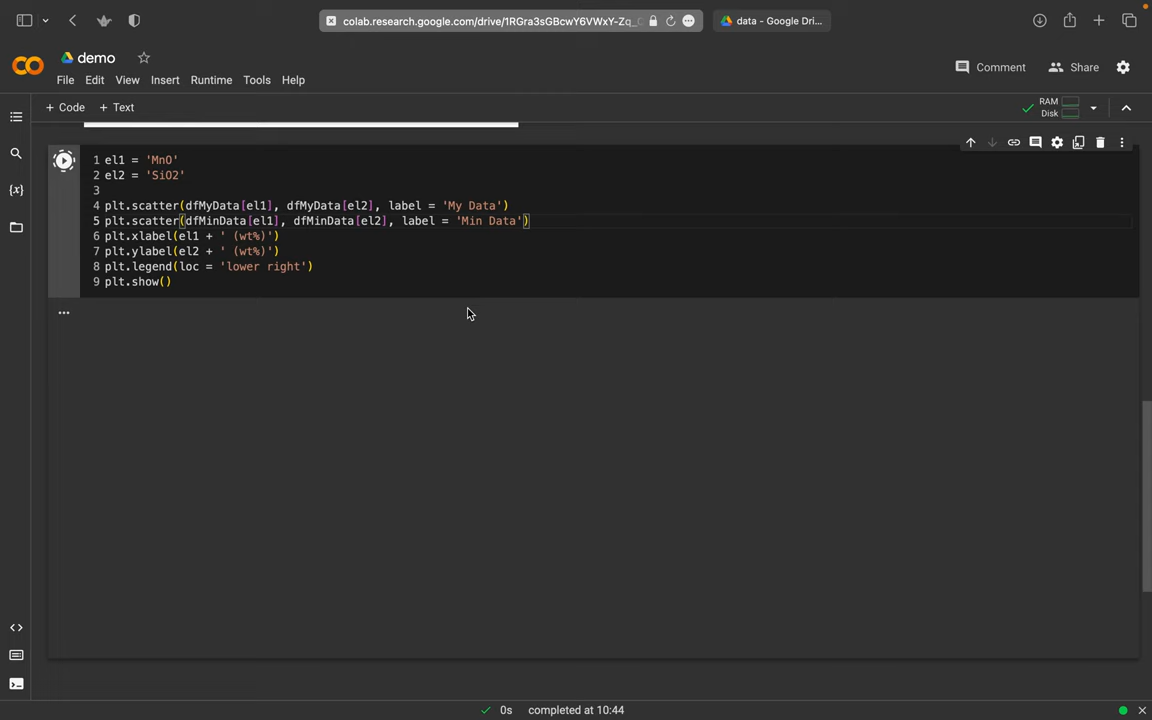 colab.research.google.com/drive/1RGra3sGBcwY6VWxY-Zq_
data - Google Dri...
demo
File Edit View Insert Runtime Tools Help
Comment Share
+ Code + Text
RAM
Disk
1 el1 = 'MnO'
2 el2 = 'SiO2'
3
4 plt.scatter(dfMyData[el1], dfMyData[el2], label = 'My Data')
5 plt.scatter(dfMinData[el1], dfMinData[el2], label = 'Min Data')
6 plt.xlabel(el1 + ' (wt%)')
7 plt.ylabel(el2 + ' (wt%)')
8 plt.legend(loc = 'lower right')
9 plt.show()
0s completed at 10:44